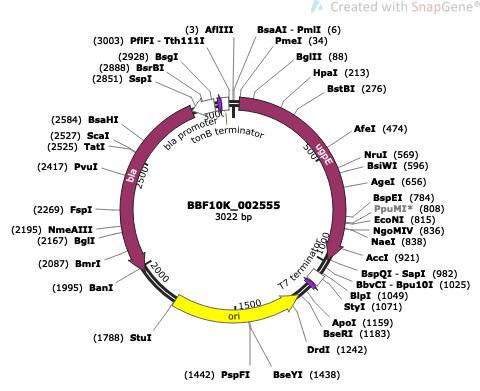 Created with SnapGene®
(3) AflIII
BsaAI - PmlI (6)
(3003) PflFI - Tth111I
PmeI (34)
(2928) BsgI
BglII (88)
(2888) BsrBI
HpaI (213)
(2851) SspI
BstBI (276)
(2584) BsaHI
AfeI (474)
(2527) ScaI
(2525) TatI
NruI (569)
BsiWI (596)
(2417) PvuI
AgeI (656)
BspEI (784)
PpuMI* (808)
(2269) FspI
EcoNI (815)
(2195) NmeAIII
NgoMIV (836)
(2167) BglI
NaeI (838)
(2087) BmrI
AccI (921)
BspQI - SapI (982)
(1995) BanI
BbvCI - Bpu10I (1025)
BlpI (1049)
StyI (1071)
ApoI (1159)
(1788) StuI
BseRI (1183)
DrdI (1242)
(1442) PspFI
BseYI (1438)
bla promoter
tonB terminator
ugpE
bla
T7 terminator
ori
500
1000
1500
2000
2500
3000
BBF10K_002555
3022 bp